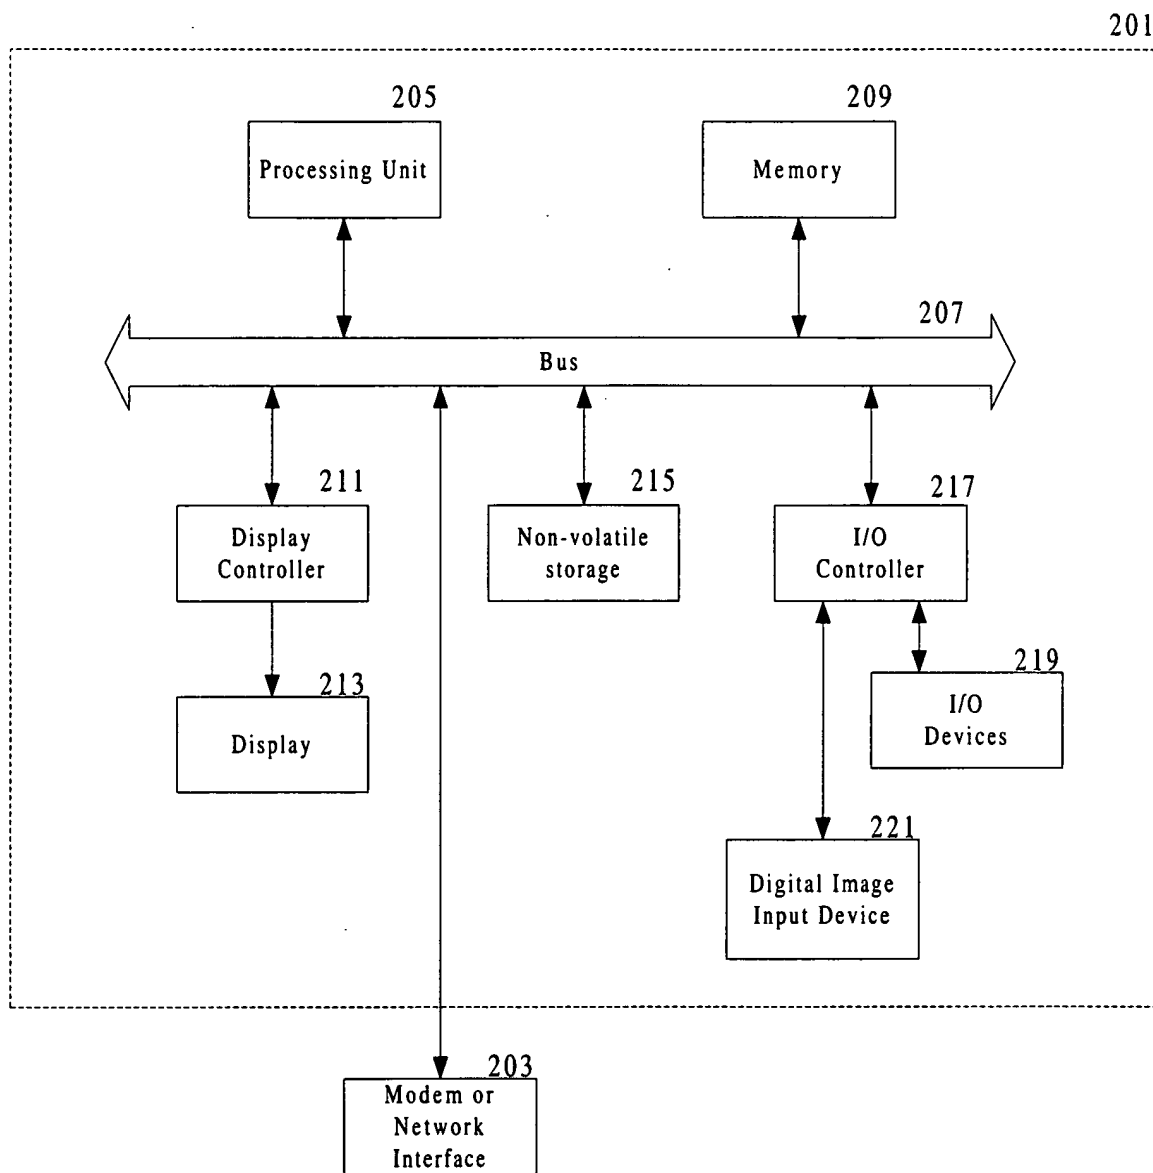 201
205
209
Processing Unit
Memory
207
Bus
211
215
217
Display
Controller
Non-volatile
storage
I/O
Controller
213
219
Display
I/O
Devices
221
Digital Image
Input Device
203
Modem or
Network
Interface